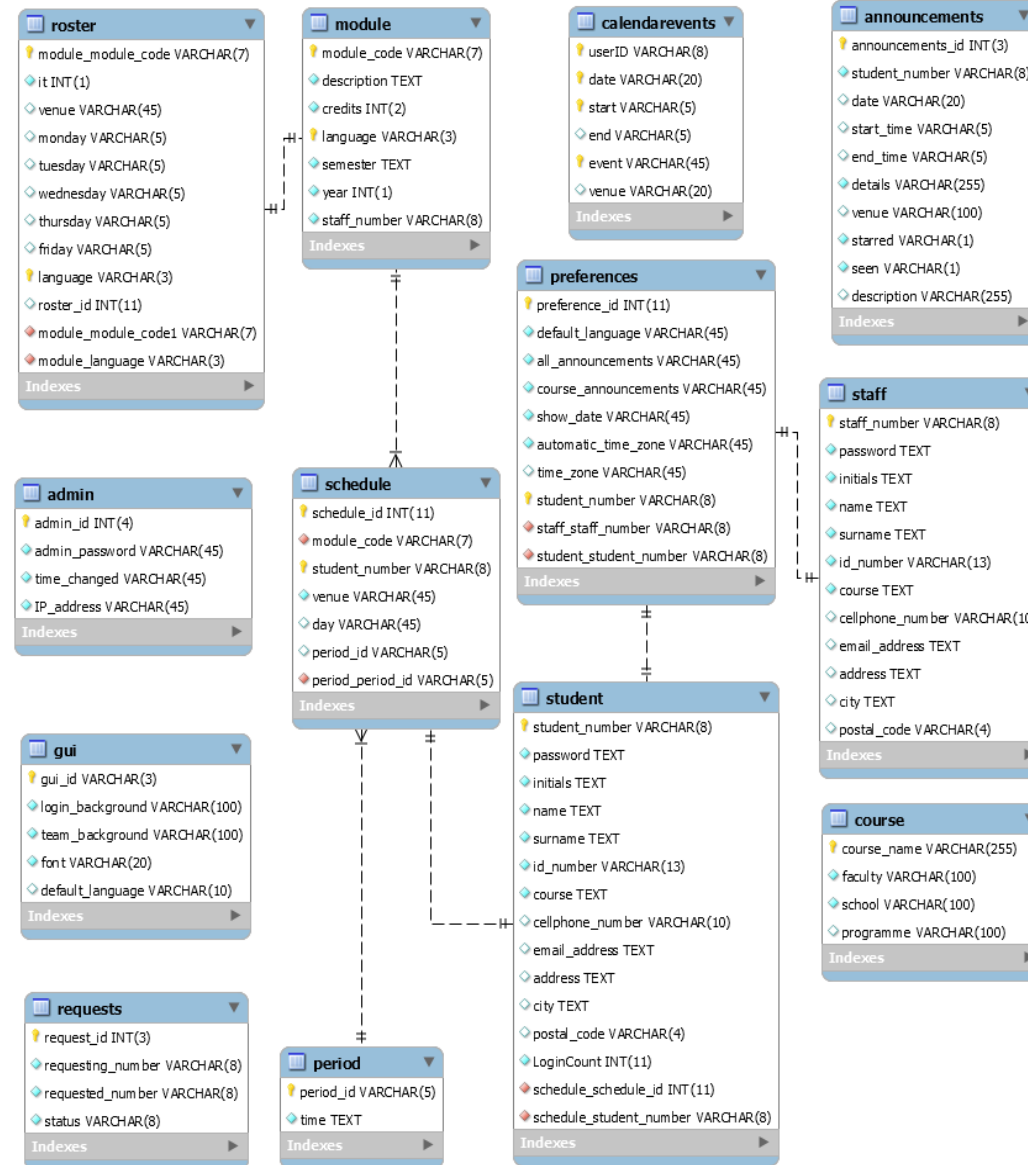 roster
module_module_code VARCHAR(7)
it INT(1)
venue VARCHAR(45)
monday VARCHAR(5)
tuesday VARCHAR(5)
wednesday VARCHAR(5)
thursday VARCHAR(5)
friday VARCHAR(5)
language VARCHAR(3)
roster_id INT(11)
module_module_code1 VARCHAR(7)
module_language VARCHAR(3)
Indexes
module
module_code VARCHAR(7)
description TEXT
credits INT(2)
language VARCHAR(3)
semester TEXT
year INT(1)
staff_number VARCHAR(8)
Indexes
calendarevents
userID VARCHAR(8)
date VARCHAR(20)
start VARCHAR(5)
end VARCHAR(5)
event VARCHAR(45)
venue VARCHAR(20)
Indexes
announcements
announcements_id INT(3)
student_number VARCHAR(8)
date VARCHAR(20)
start_time VARCHAR(5)
end_time VARCHAR(5)
details VARCHAR(255)
venue VARCHAR(100)
starred VARCHAR(1)
seen VARCHAR(1)
description VARCHAR(255)
Indexes
preferences
preference_id INT(11)
default_language VARCHAR(45)
all_announcements VARCHAR(45)
course_announcements VARCHAR(45)
show_date VARCHAR(45)
automatic_time_zone VARCHAR(45)
time_zone VARCHAR(45)
student_number VARCHAR(8)
staff_staff_number VARCHAR(8)
student_student_number VARCHAR(8)
Indexes
staff
staff_number VARCHAR(8)
password TEXT
initials TEXT
name TEXT
surname TEXT
id_number VARCHAR(13)
course TEXT
cellphone_number VARCHAR(10
email_address TEXT
address TEXT
city TEXT
postal_code VARCHAR(4)
Indexes
admin
admin_id INT(4)
admin_password VARCHAR(45)
time_changed VARCHAR(45)
IP_address VARCHAR(45)
Indexes
schedule
schedule_id INT(11)
module_code VARCHAR(7)
student_number VARCHAR(8)
venue VARCHAR(45)
day VARCHAR(45)
period_id VARCHAR(5)
period_period_id VARCHAR(5)
Indexes
student
student_number VARCHAR(8)
password TEXT
initials TEXT
name TEXT
surname TEXT
id_number VARCHAR(13)
course TEXT
cellphone_number VARCHAR(10)
email_address TEXT
address TEXT
city TEXT
postal_code VARCHAR(4)
LoginCount INT(11)
schedule_schedule_id INT(11)
schedule_student_number VARCHAR(8)
Indexes
gui
gui_id VARCHAR(3)
login_background VARCHAR(100)
team_background VARCHAR(100)
font VARCHAR(20)
default_language VARCHAR(10)
Indexes
course
course_name VARCHAR(255)
faculty VARCHAR(100)
school VARCHAR(100)
programme VARCHAR(100)
Indexes
requests
request_id INT(3)
requesting_number VARCHAR(8)
requested_number VARCHAR(8)
status VARCHAR(8)
Indexes
period
period_id VARCHAR(5)
time TEXT
Indexes